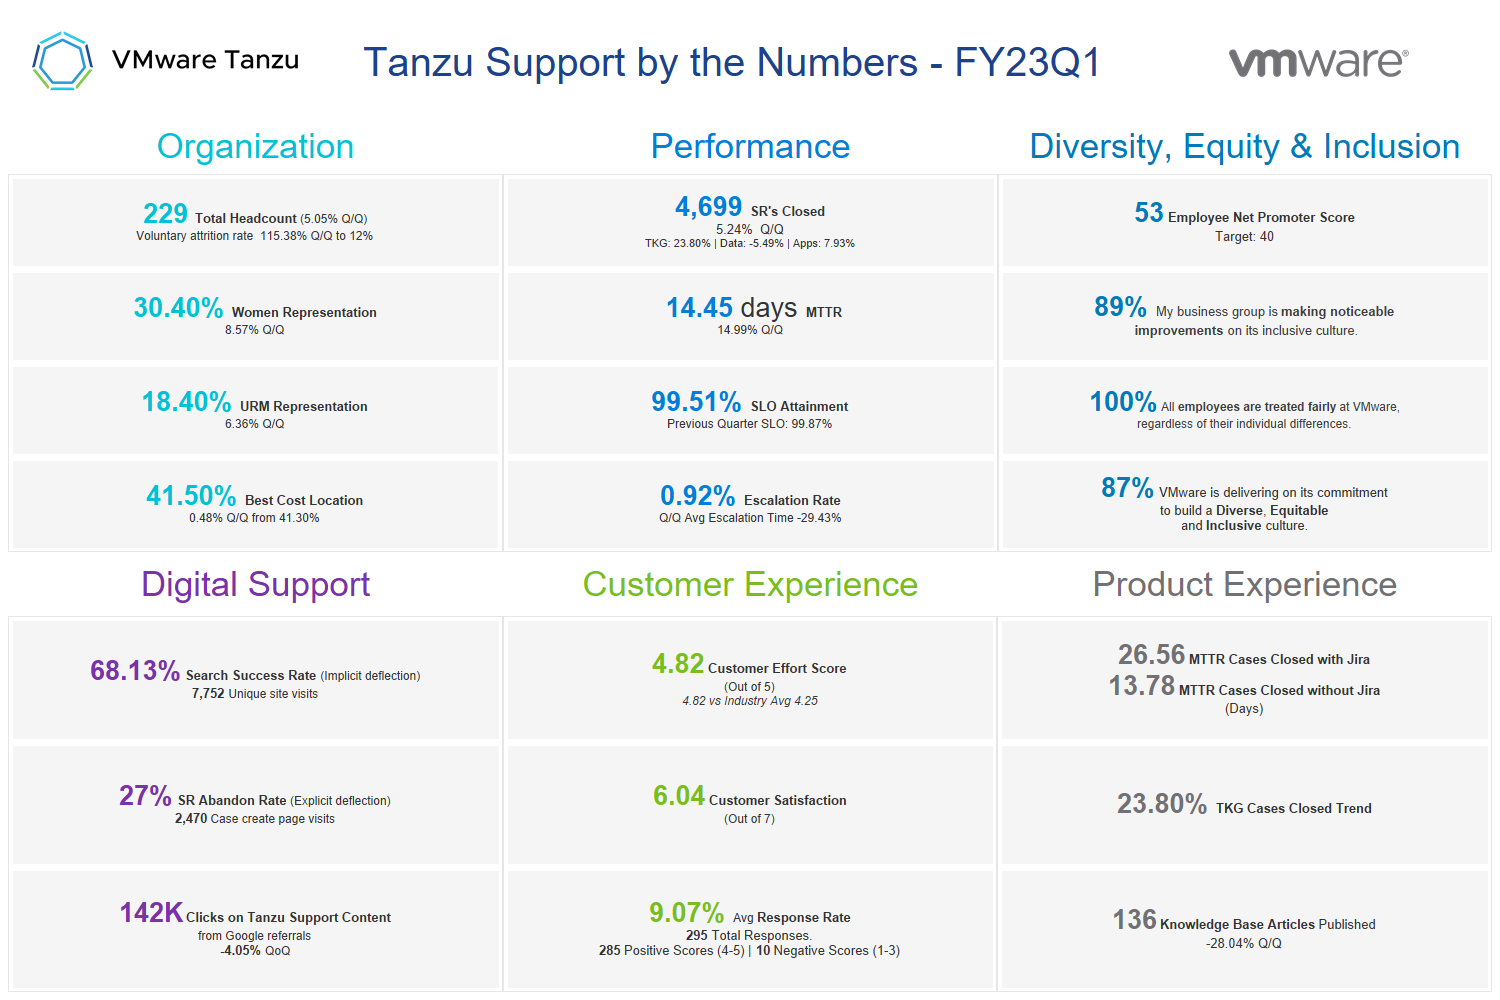 VMware Tanzu
Tanzu Support by the Numbers - FY23Q1
vmware®
Organization
229 Total Headcount (5.05% Q/Q)
Voluntary attrition rate 115.38% Q/Q to 12%
30.40% Women Representation
8.57% Q/Q
18.40% URM Representation
6.36% Q/Q
41.50% Best Cost Location
0.48% Q/Q from 41.30%
Performance
4,699 SR's Closed
5.24% Q/Q
TKG: 23.80% | Data: -5.49% | Apps: 7.93%
14.45 days MTTR
14.99% Q/Q
99.51% SLO Attainment
Previous Quarter SLO: 99.87%
0.92% Escalation Rate
Q/Q Avg Escalation Time -29.43%
Diversity, Equity & Inclusion
53 Employee Net Promoter Score
Target: 40
89% My business group is making noticeable
improvements on its inclusive culture.
100% All employees are treated fairly at VMware,
regardless of their individual differences.
87% VMware is delivering on its commitment
to build a Diverse, Equitable
and Inclusive culture.
Digital Support
68.13% Search Success Rate (Implicit deflection)
7,752 Unique site visits
27% SR Abandon Rate (Explicit deflection)
2,470 Case create page visits
142K Clicks on Tanzu Support Content
from Google referrals
-4.05% QoQ
Customer Experience
4.82 Customer Effort Score
(Out of 5)
4.82 vs Industry Avg 4.25
6.04 Customer Satisfaction
(Out of 7)
9.07% Avg Response Rate
295 Total Responses.
285 Positive Scores (4-5) | 10 Negative Scores (1-3)
Product Experience
26.56 MTTR Cases Closed with Jira
13.78 MTTR Cases Closed without Jira
(Days)
23.80% TKG Cases Closed Trend
136 Knowledge Base Articles Published
-28.04% Q/Q